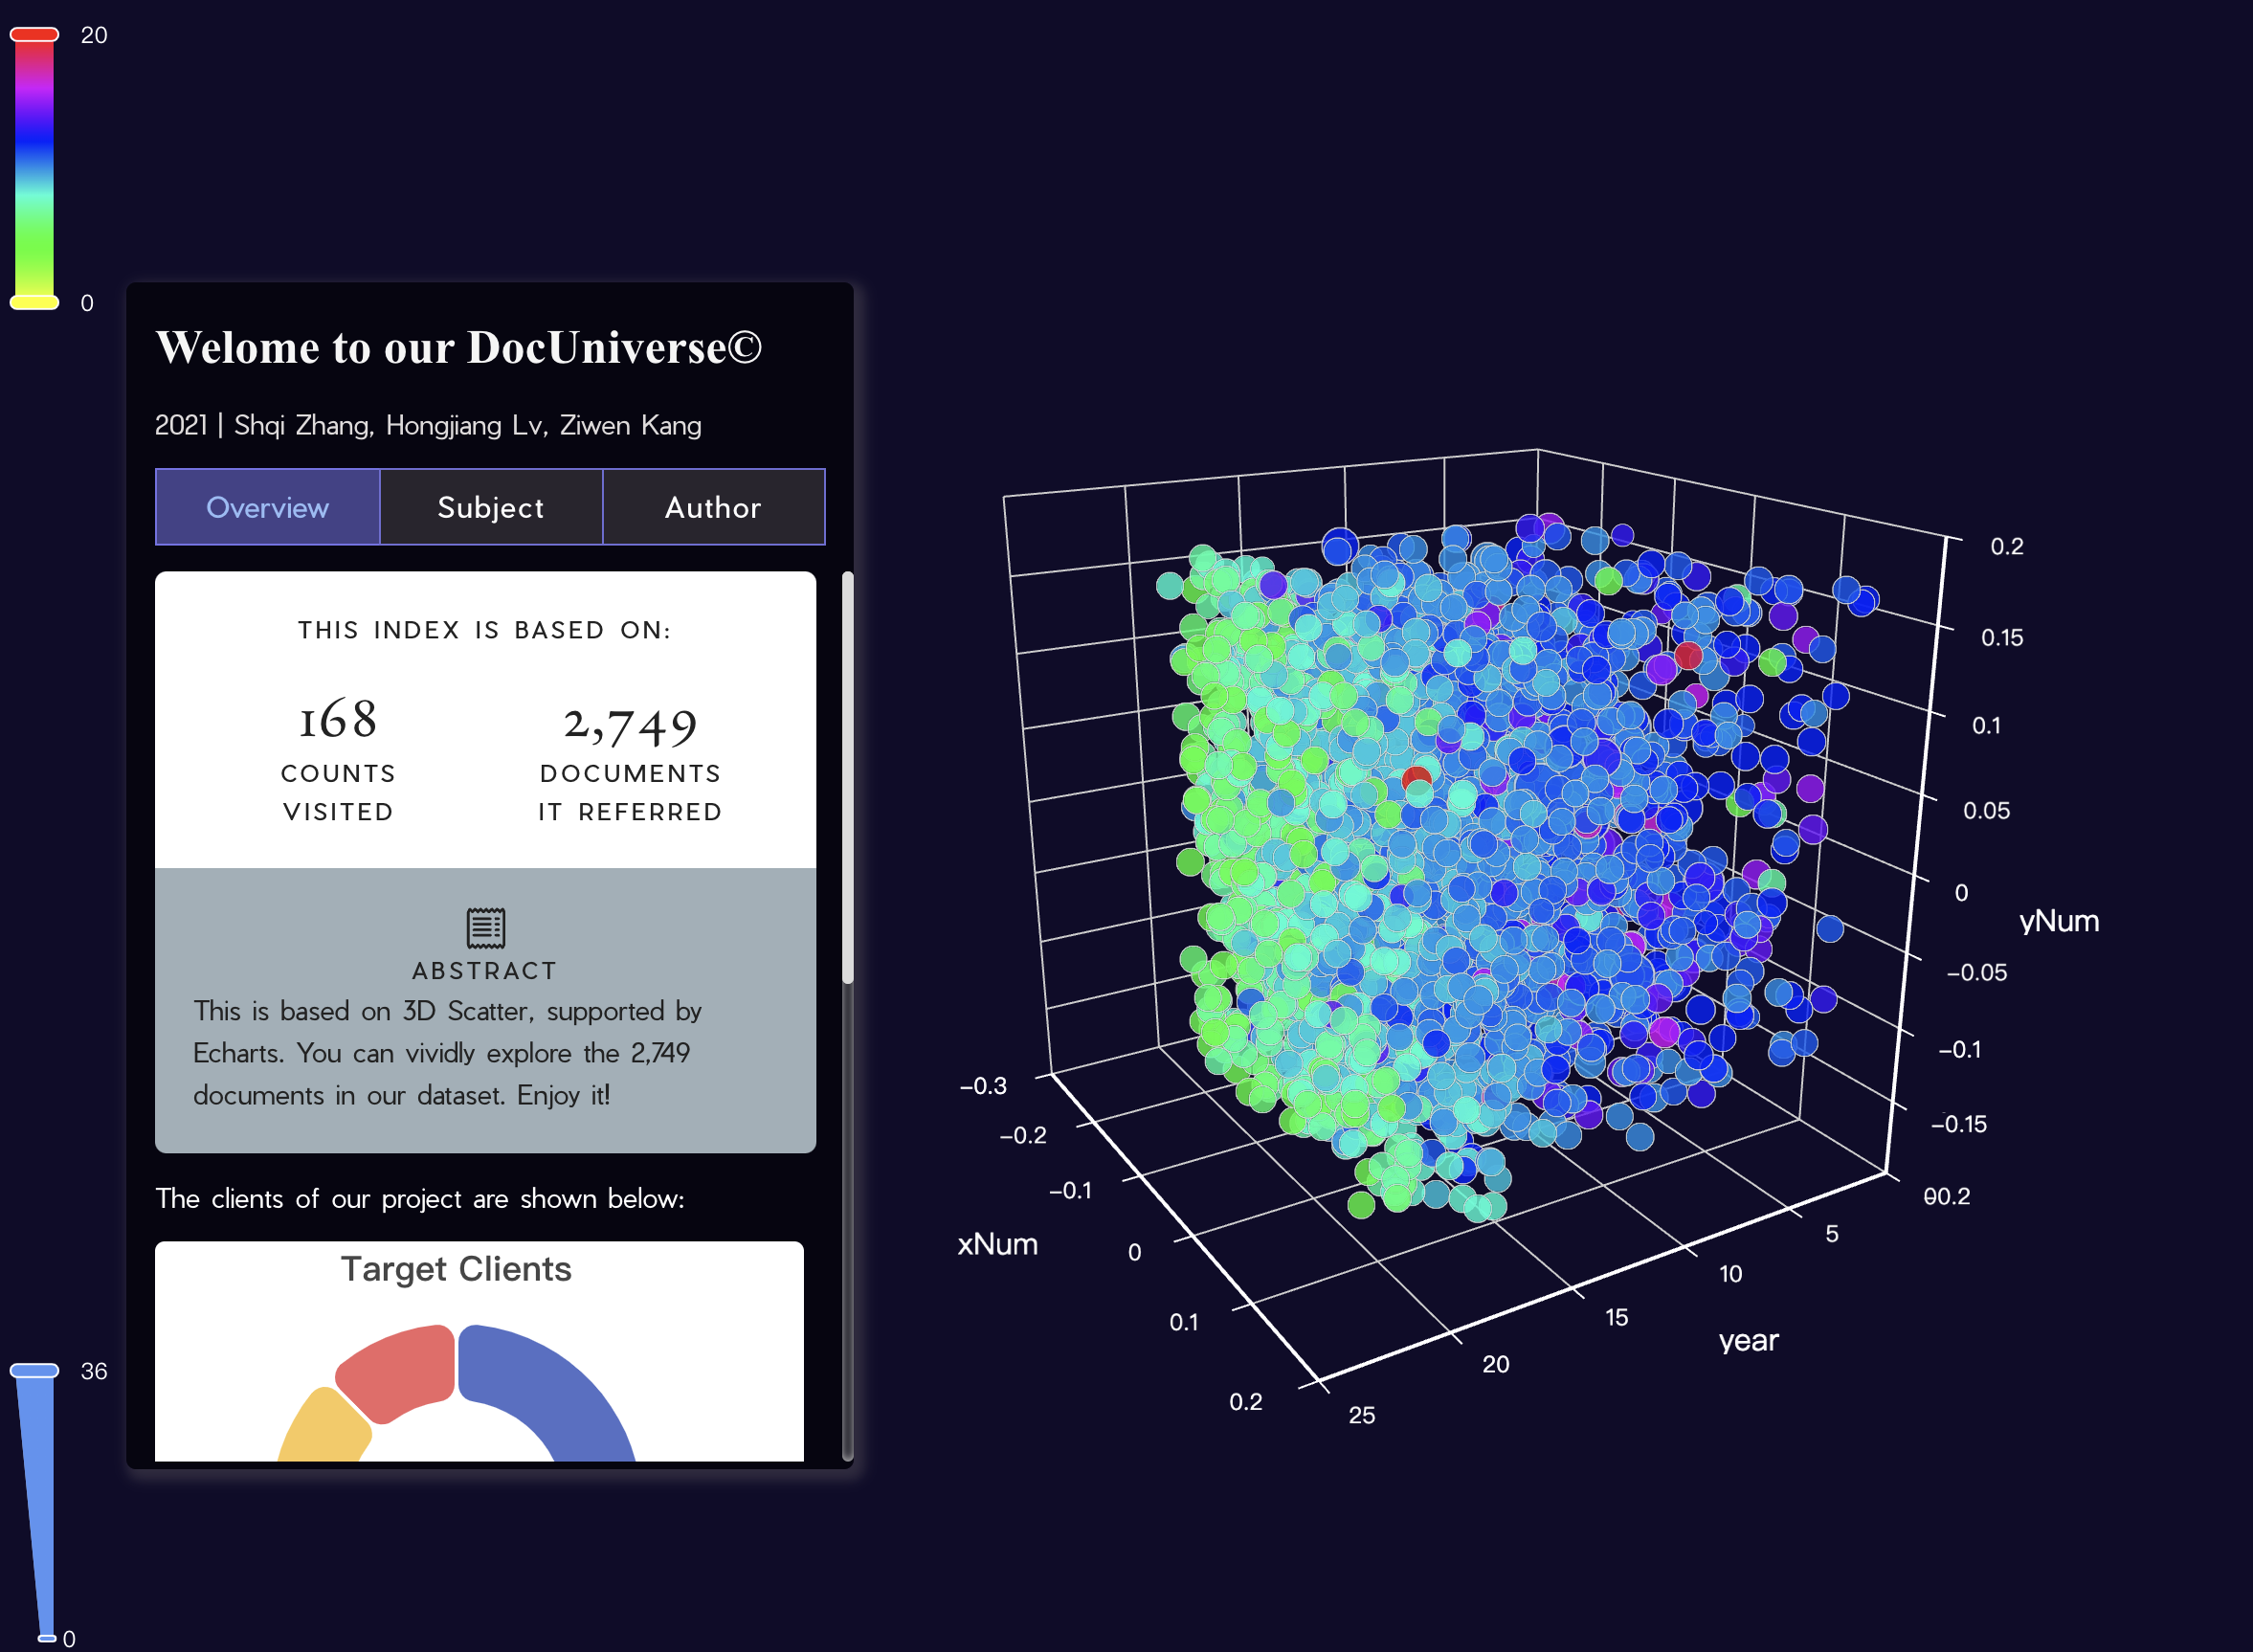 20
0
Welome to our DocUniverse©
2021 | Shqi Zhang, Hongjiang Lv, Ziwen Kang
Overview Subject Author
THIS INDEX IS BASED ON:
168 2,749
COUNTS DOCUMENTS
VISITED IT REFERRED
ABSTRACT
This is based on 3D Scatter, supported by
Echarts. You can vividly explore the 2,749
documents in our dataset. Enjoy it!
The clients of our project are shown below:
Target Clients
36
0
0.2
0.15
0.1
0.05
0
yNum
-0.05
-0.1
-0.15
-0.3
-0.2
-0.1
xNum
0
0.1
0.2
0.2
5
10
15
year
20
25